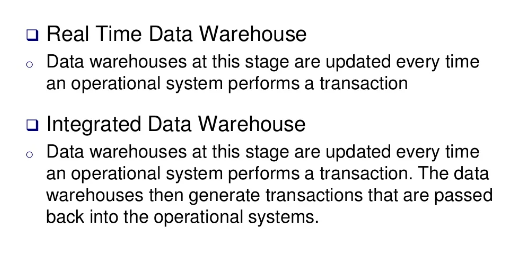 Real Time Data Warehouse
Data warehouses at this stage are updated every time
an operational system performs a transaction
Integrated Data Warehouse
Data warehouses at this stage are updated every time
an operational system performs a transaction. The data
warehouses then generate transactions that are passed
back into the operational systems.